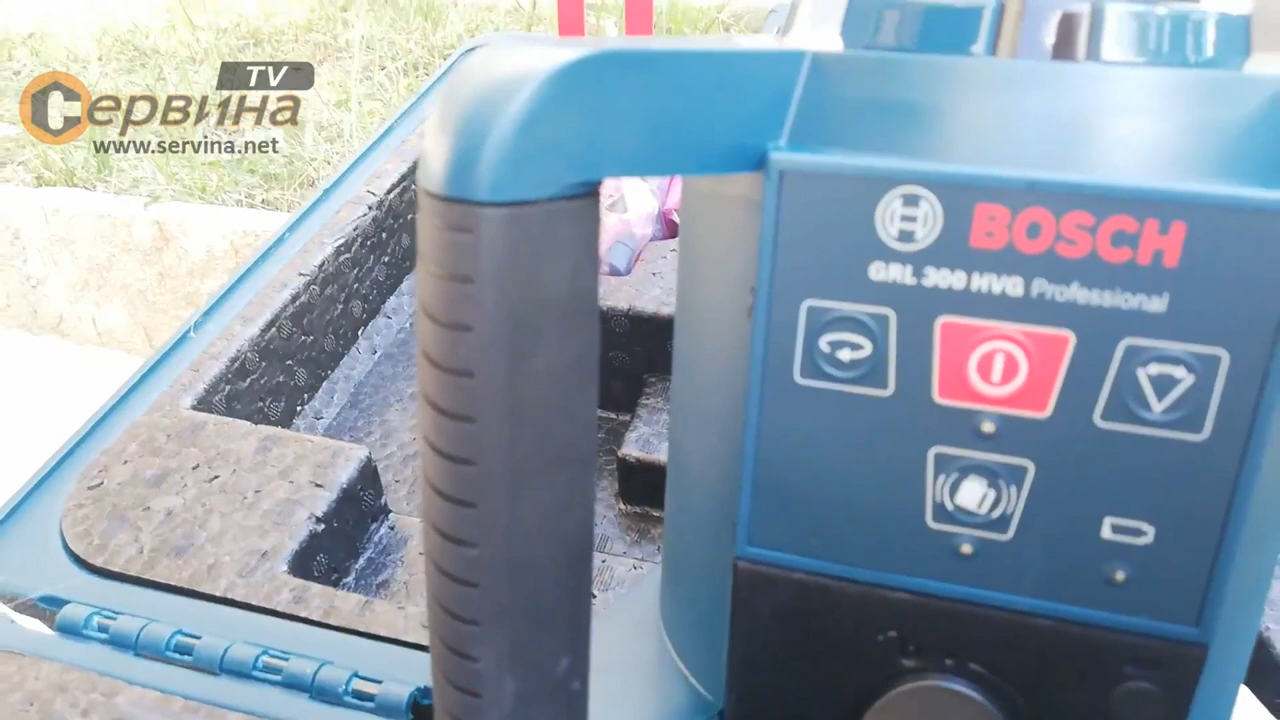 TV
Сервина
www.servina.net
BOSCH
GRL 300 HVG Professional